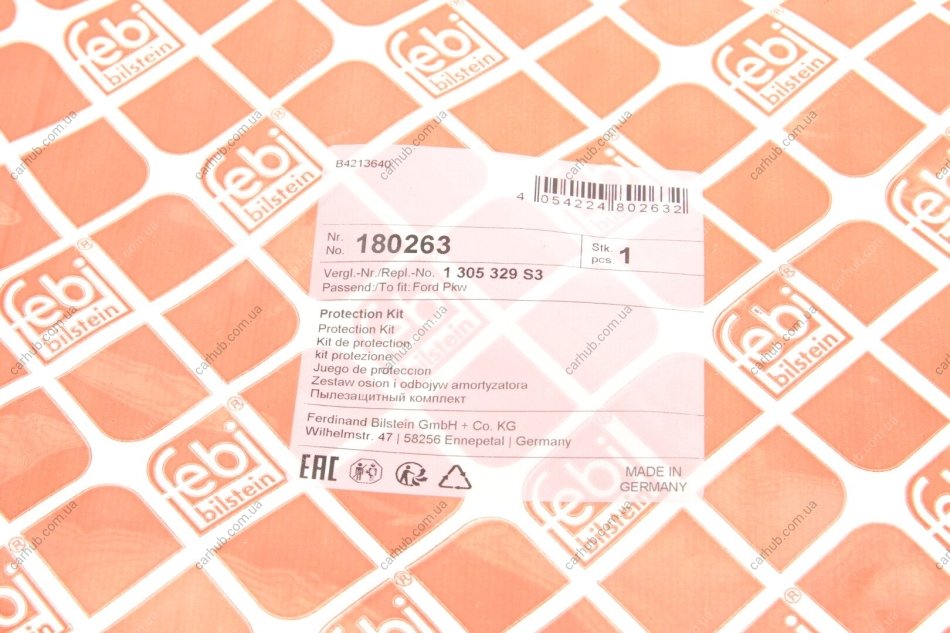 febi
bilstein
®
B4213640
4 054224 802632
Nr.
No. 180263
Stk.
pcs. 1
Vergl.-Nr./Repl.-No. 1 305 329 S3
Passend:/To fit: Ford Pkw
Protection Kit
Protection Kit
Kit de protection
kit protezione
Juego de protección
Zestaw osłon i odbojyw amortyzatora
Пылезащитный комплект
Ferdinand Bilstein GmbH + Co. KG
Wilhelmstr. 47 | 58256 Ennepetal | Germany
EAC
MADE IN
GERMANY
carhub.com.ua